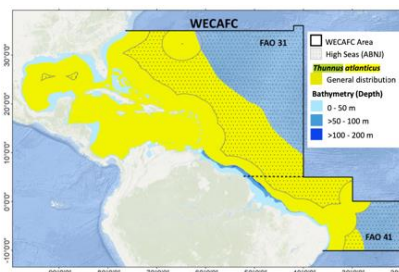 WECAFC
FAO 31
WECAFC Area
High Seas (ABNJ)
Thunnus atlanticus
General distribution
Bathymetry (Depth)
0 - 50 m
>50 - 100 m
>100 - 200 m
30°0'0"
20°0'0"
10°0'0"
0°0'0"
FAO 41
-10°0'0"